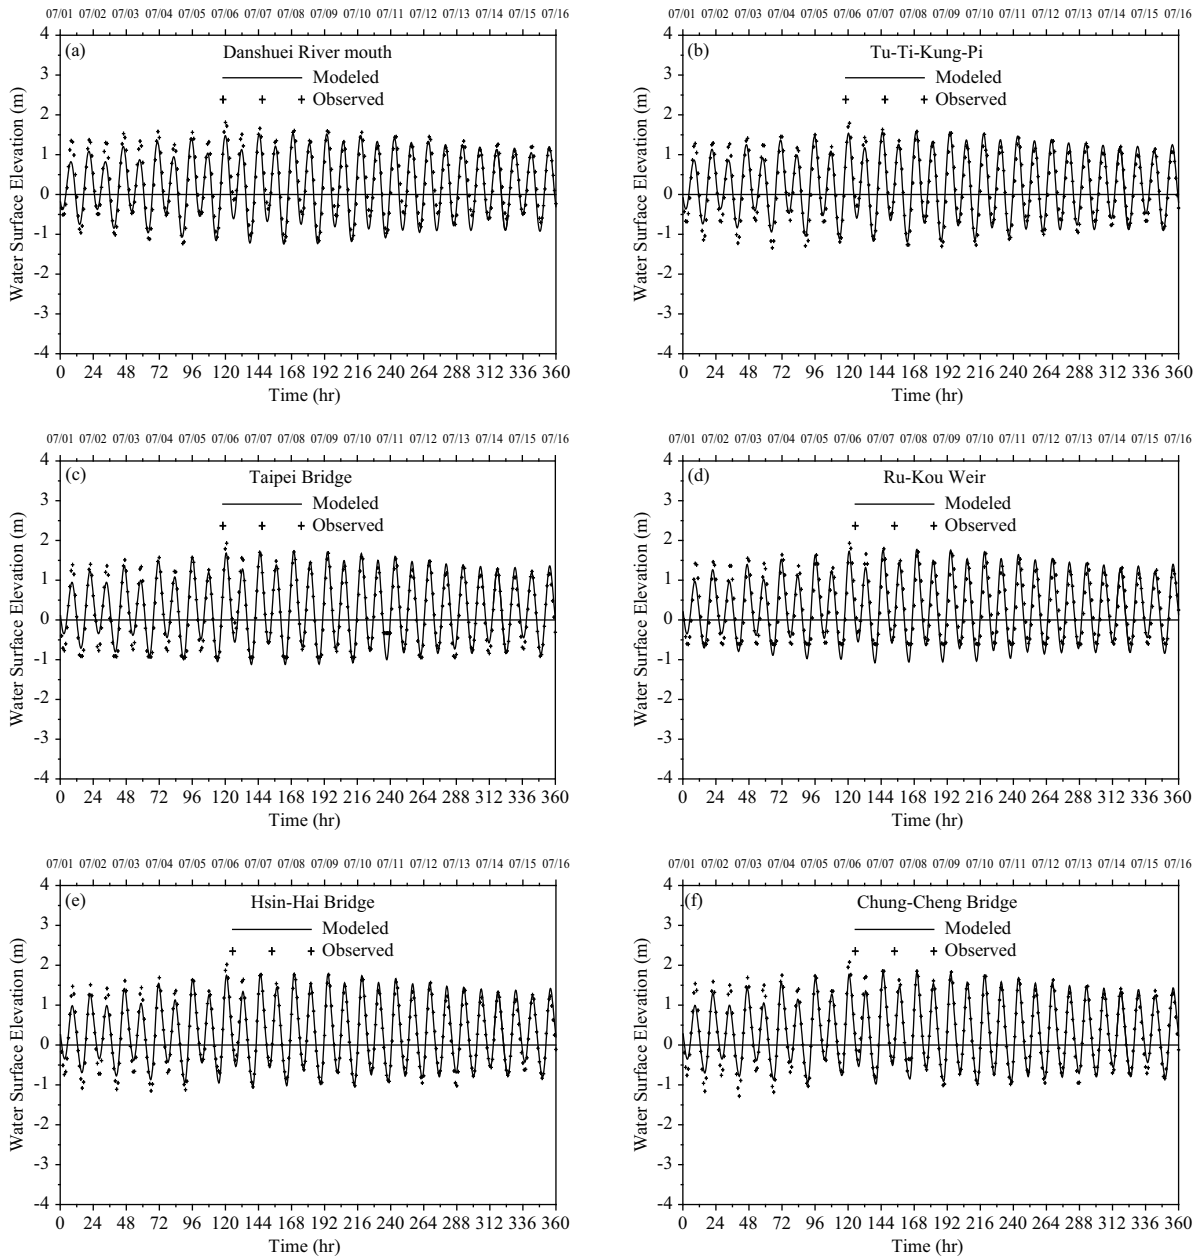 07/01 07/02 07/03 07/04 07/05 07/06 07/07 07/08 07/09 07/10 07/11 07/12 07/13 07/14 07/15 07/16
(a)
Danshuei River mouth
Modeled
Observed
Water Surface Elevation (m)
4
3
2
1
0
-1
-2
-3
-4
0 24 48 72 96 120 144 168 192 216 240 264 288 312 336 360
Time (hr)
07/01 07/02 07/03 07/04 07/05 07/06 07/07 07/08 07/09 07/10 07/11 07/12 07/13 07/14 07/15 07/16
(b)
Tu-Ti-Kung-Pi
Modeled
Observed
Water Surface Elevation (m)
4
3
2
1
0
-1
-2
-3
-4
0 24 48 72 96 120 144 168 192 216 240 264 288 312 336 360
Time (hr)
07/01 07/02 07/03 07/04 07/05 07/06 07/07 07/08 07/09 07/10 07/11 07/12 07/13 07/14 07/15 07/16
(c)
Taipei Bridge
Modeled
Observed
Water Surface Elevation (m)
4
3
2
1
0
-1
-2
-3
-4
0 24 48 72 96 120 144 168 192 216 240 264 288 312 336 360
Time (hr)
07/01 07/02 07/03 07/04 07/05 07/06 07/07 07/08 07/09 07/10 07/11 07/12 07/13 07/14 07/15 07/16
(d)
Ru-Kou Weir
Modeled
Observed
Water Surface Elevation (m)
4
3
2
1
0
-1
-2
-3
-4
0 24 48 72 96 120 144 168 192 216 240 264 288 312 336 360
Time (hr)
07/01 07/02 07/03 07/04 07/05 07/06 07/07 07/08 07/09 07/10 07/11 07/12 07/13 07/14 07/15 07/16
(e)
Hsin-Hai Bridge
Modeled
Observed
Water Surface Elevation (m)
4
3
2
1
0
-1
-2
-3
-4
0 24 48 72 96 120 144 168 192 216 240 264 288 312 336 360
Time (hr)
07/01 07/02 07/03 07/04 07/05 07/06 07/07 07/08 07/09 07/10 07/11 07/12 07/13 07/14 07/15 07/16
(f)
Chung-Cheng Bridge
Modeled
Observed
Water Surface Elevation (m)
4
3
2
1
0
-1
-2
-3
-4
0 24 48 72 96 120 144 168 192 216 240 264 288 312 336 360
Time (hr)